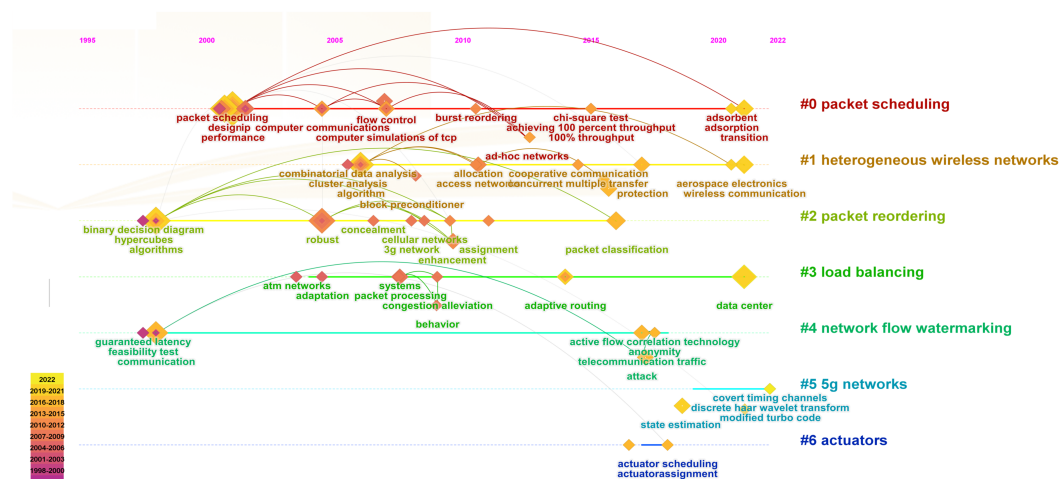 1995 2000 2005 2010 2015 2020 2022
#0 packet scheduling
packet scheduling flow control burst reordering chi-square test adsorbent
designip computer communications achieving 100 percent throughput adsorption
performance computer simulations of tcp 100% throughput transition
ad-hoc networks
#1 heterogeneous wireless networks
combinatorial data analysis allocation cooperative communication aerospace electronics
cluster analysis access networks concurrent multiple transfer wireless communication
algorithm protection
block preconditioner
#2 packet reordering
binary decision diagram concealment
hypercubes robust cellular networks
algorithms 3g network assignment packet classification
enhancement
#3 load balancing
atm networks systems
adaptation packet processing
congestion alleviation adaptive routing data center
behavior
#4 network flow watermarking
guaranteed latency active flow correlation technology
feasibility test anonymity
communication telecommunication traffic
attack
#5 5g networks
covert timing channels
discrete haar wavelet transform
modified turbo code
state estimation
#6 actuators
actuator scheduling
actuatorassignment
2022
2019-2021
2016-2018
2013-2015
2010-2012
2007-2009
2004-2006
2001-2003
1998-2000